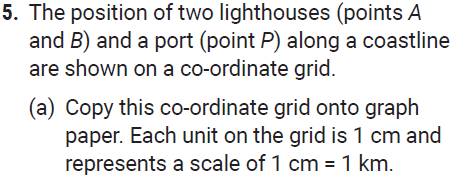 5. The position of two lighthouses (points A
and B) and a port (point P) along a coastline
are shown on a co-ordinate grid.
(a) Copy this co-ordinate grid onto graph
paper. Each unit on the grid is 1 cm and
represents a scale of 1 cm = 1 km.